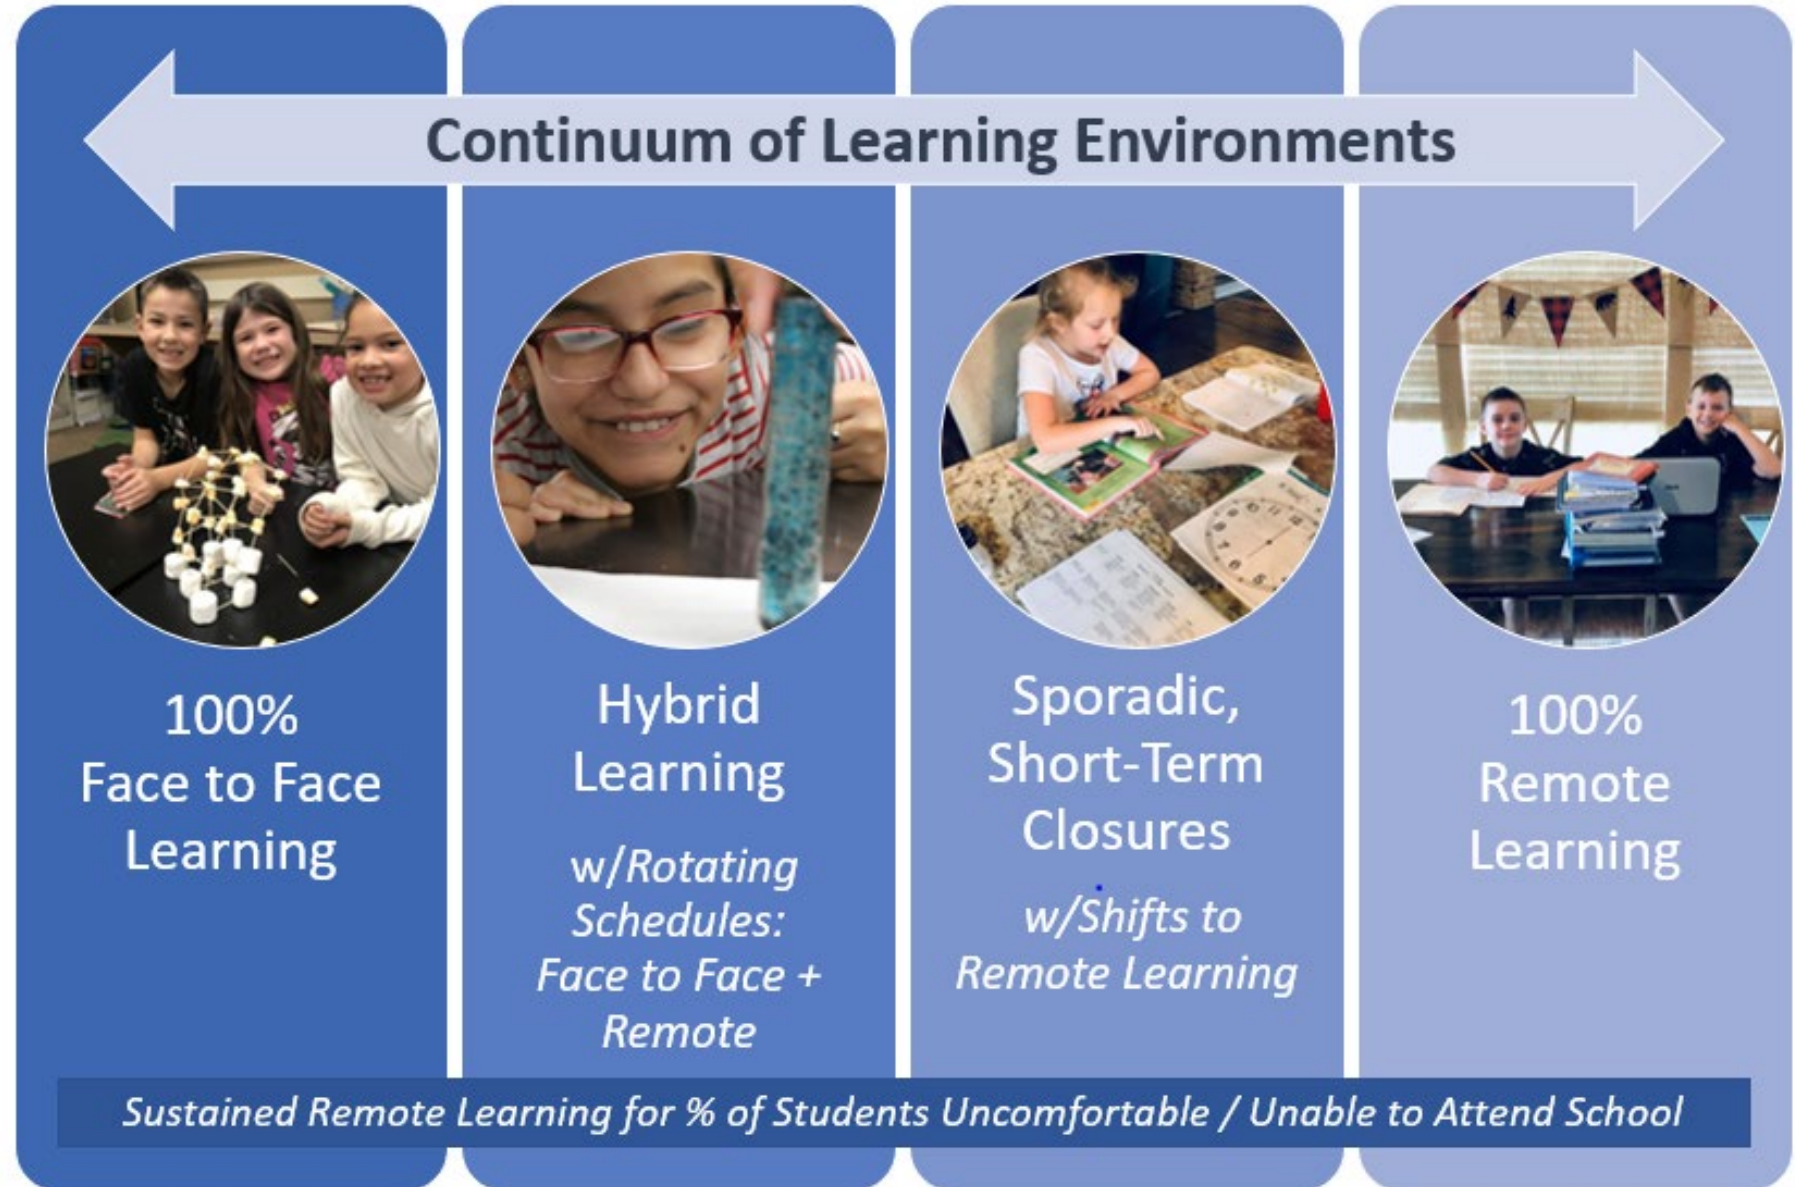 Continuum of Learning Environments
100%
Face to Face
Learning
Hybrid
Learning
w/Rotating
Schedules:
Face to Face +
Remote
Sporadic,
Short-Term
Closures
w/Shifts to
Remote Learning
100%
Remote
Learning
Sustained Remote Learning for % of Students Uncomfortable / Unable to Attend School